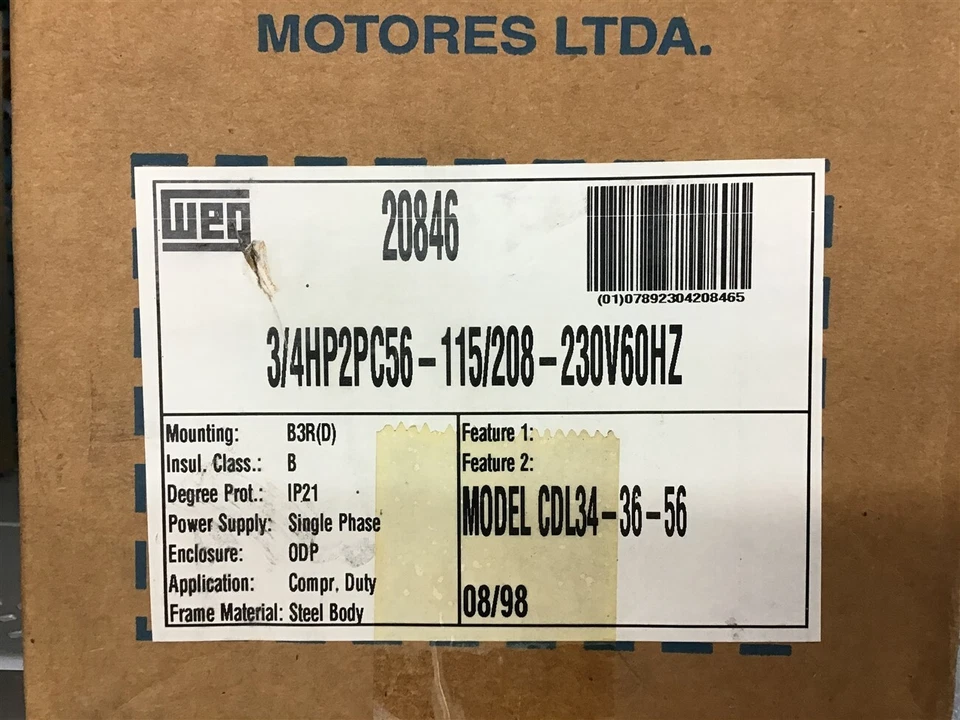 MOTORES LTDA.
weg
20846
(01)07892304208465
3/4HP2PC56-115/208-230V60HZ
Mounting: B3R(D)
Insul. Class.: B
Degree Prot.: IP21
Power Supply: Single Phase
Enclosure: ODP
Application: Compr. Duty
Frame Material: Steel Body
Feature 1:
Feature 2:
MODEL CDL34-36-56
08/98